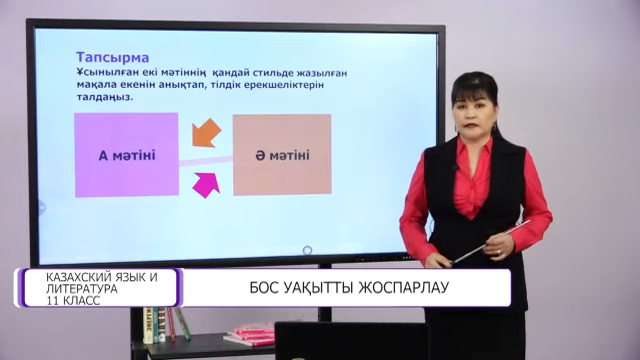 Тапсырма
Ұсынылған екі мәтіннің қандай стильде жазылған
мақала екенін анықтап, тілдік ерекшеліктерін
талдаңыз.
А мәтіні
Ә мәтіні
КАЗАХСКИЙ ЯЗЫК И
ЛИТЕРАТУРА
11 КЛАСС
БОС УАҚЫТТЫ ЖОСПАРЛАУ